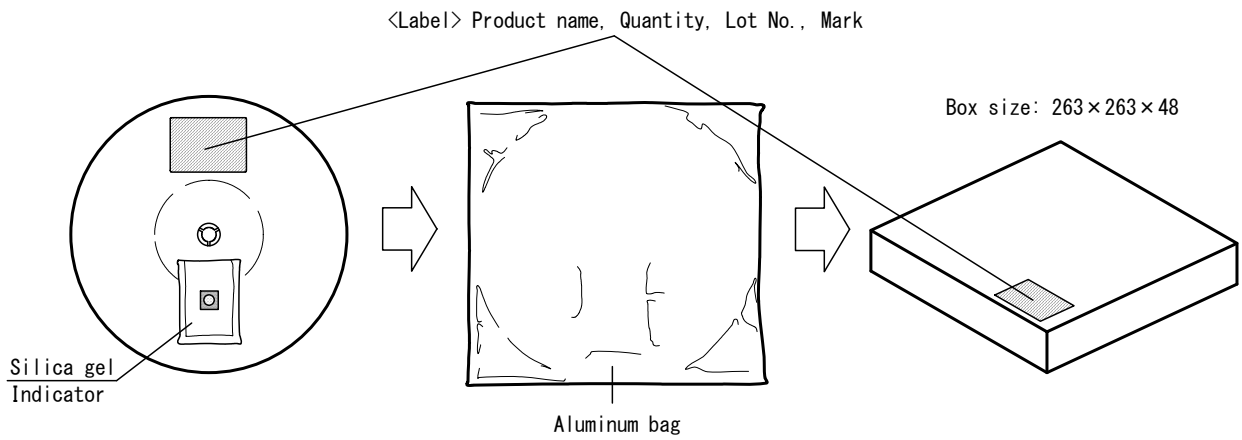 <Label> Product name, Quantity, Lot No., Mark
Box size: 263×263×48
Silica gel
Indicator
Aluminum bag